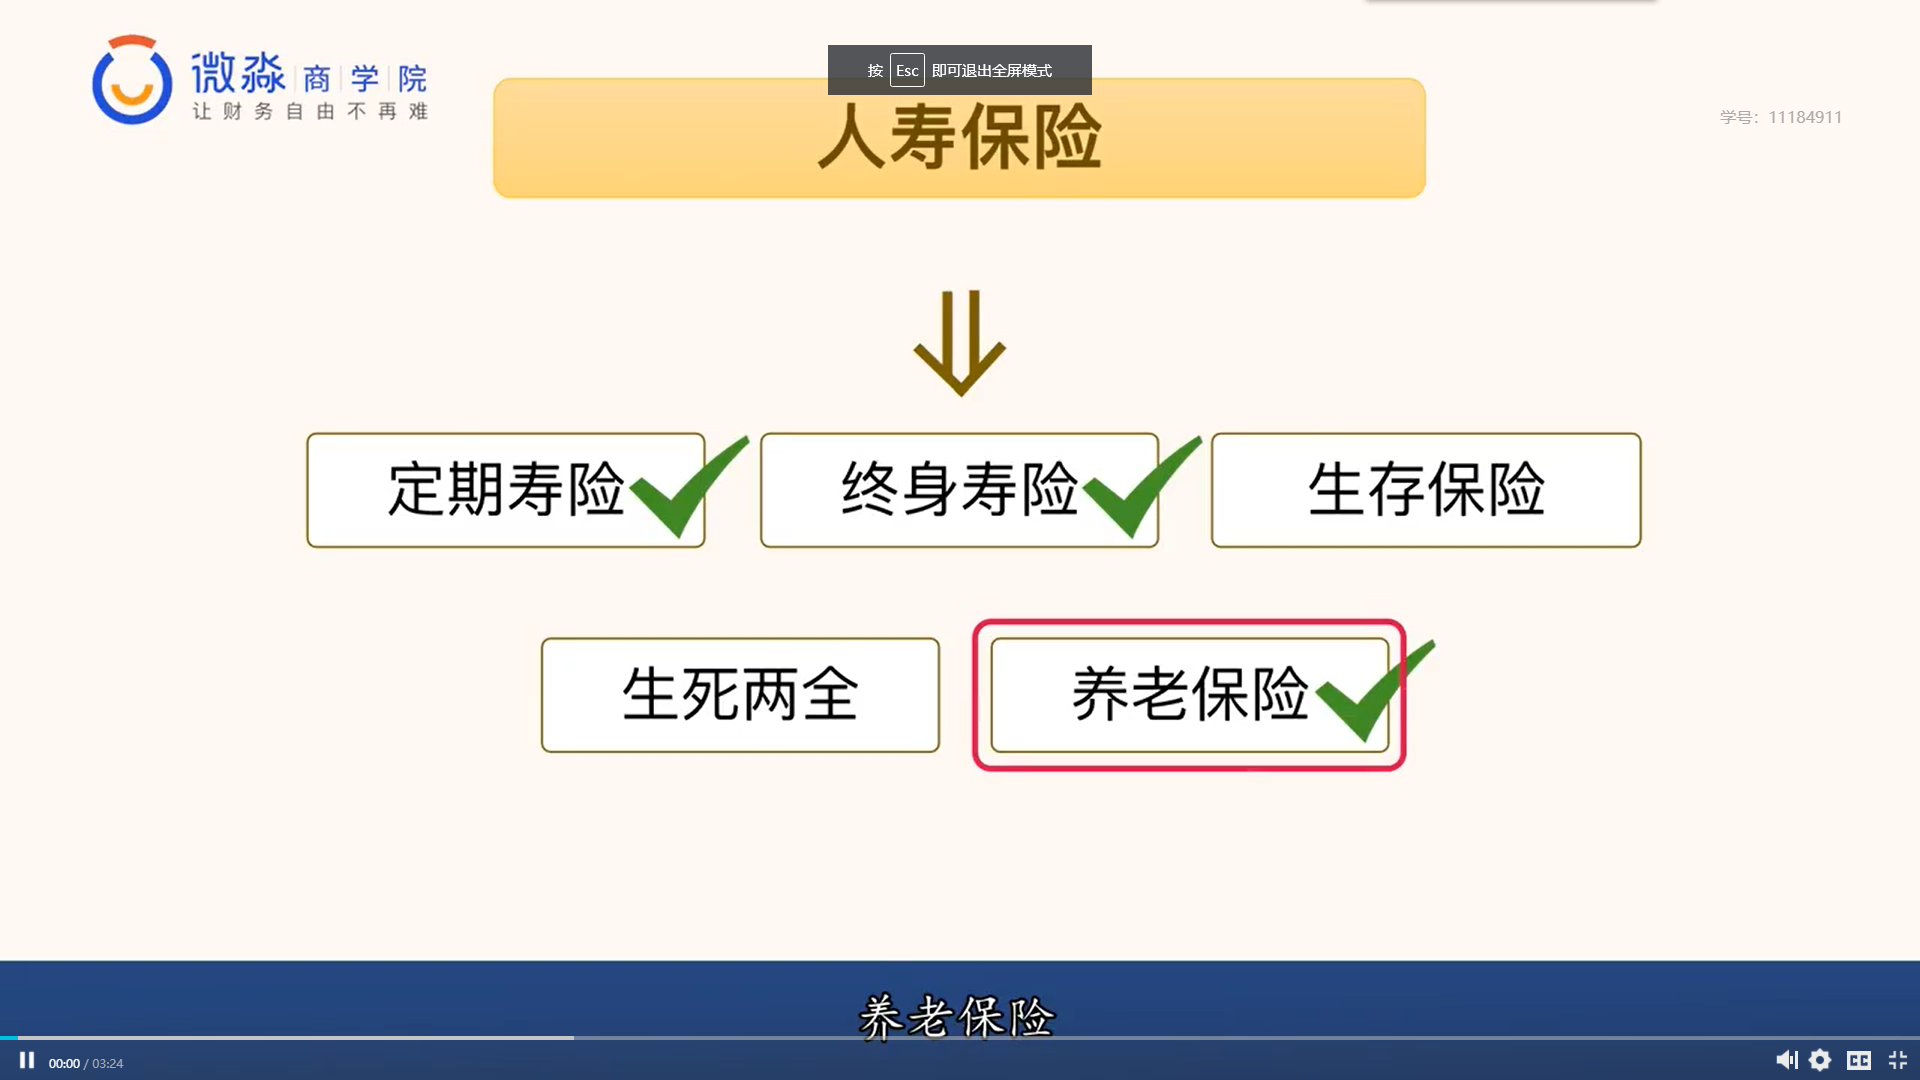 微淼商学院
让财务自由不再难
按 Esc 即可退出全屏模式
人寿保险
学号：11184911
定期寿险
终身寿险
生存保险
生死两全
养老保险
养老保险
00:00 / 03:24
CC